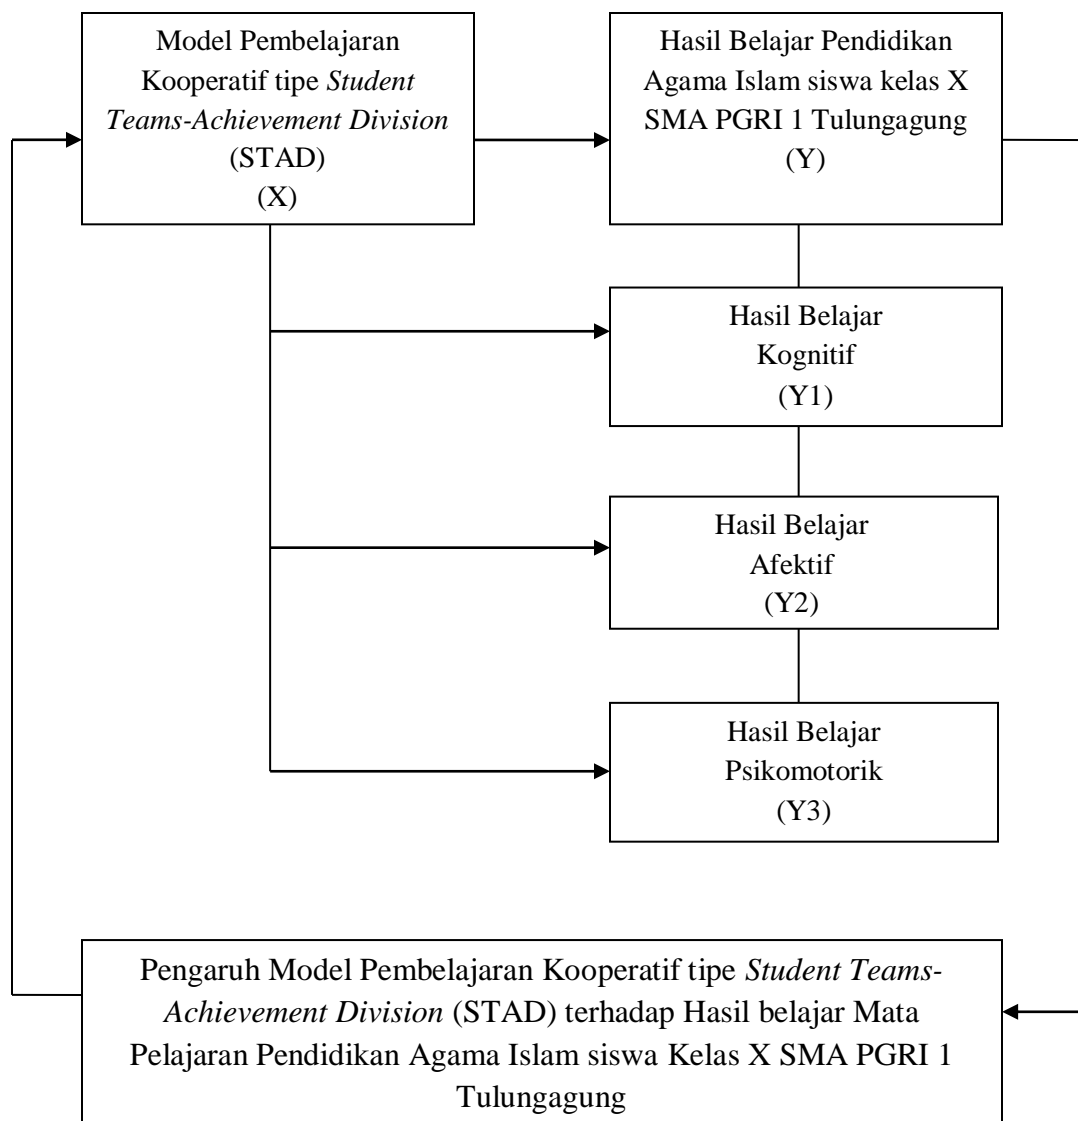 Model Pembelajaran
Kooperatif tipe Student
Teams-Achievement Division
(STAD)
(X)
Hasil Belajar Pendidikan
Agama Islam siswa kelas X
SMA PGRI 1 Tulungagung
(Y)
Hasil Belajar
Kognitif
(Y1)
Hasil Belajar
Afektif
(Y2)
Hasil Belajar
Psikomotorik
(Y3)
Pengaruh Model Pembelajaran Kooperatif tipe Student Teams-
Achievement Division (STAD) terhadap Hasil belajar Mata
Pelajaran Pendidikan Agama Islam siswa Kelas X SMA PGRI 1
Tulungagung